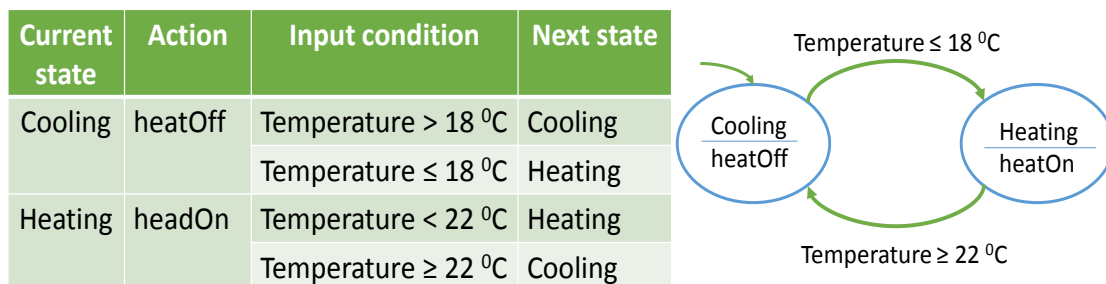 Current state Action Input condition Next state
Cooling heatOff Temperature > 18 ⁰C Cooling
Temperature ≤ 18 ⁰C Heating
Heating headOn Temperature < 22 ⁰C Heating
Temperature ≥ 22 ⁰C Cooling
Temperature ≤ 18 ⁰C
Cooling
heatOff
Heating
heatOn
Temperature ≥ 22 ⁰C